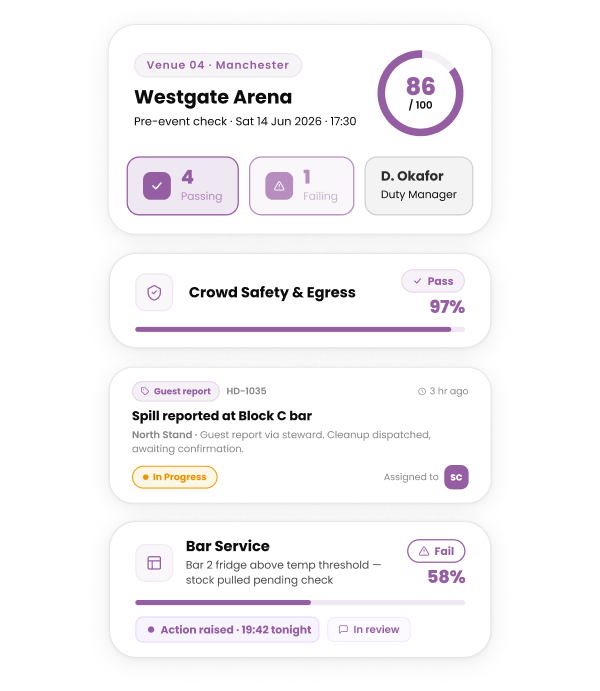 Venue 04 · Manchester
Westgate Arena
Pre-event check · Sat 14 Jun 2026 · 17:30
86
/ 100
4
Passing
1
Failing
D. Okafor
Duty Manager
Crowd Safety & Egress
Pass
97%
Guest report HD-1035
3 hr ago
Spill reported at Block C bar
North Stand · Guest report via steward. Cleanup dispatched,
awaiting confirmation.
In Progress
Assigned to SC
Bar Service
Bar 2 fridge above temp threshold —
stock pulled pending check
Fail
58%
Action raised · 19:42 tonight
In review